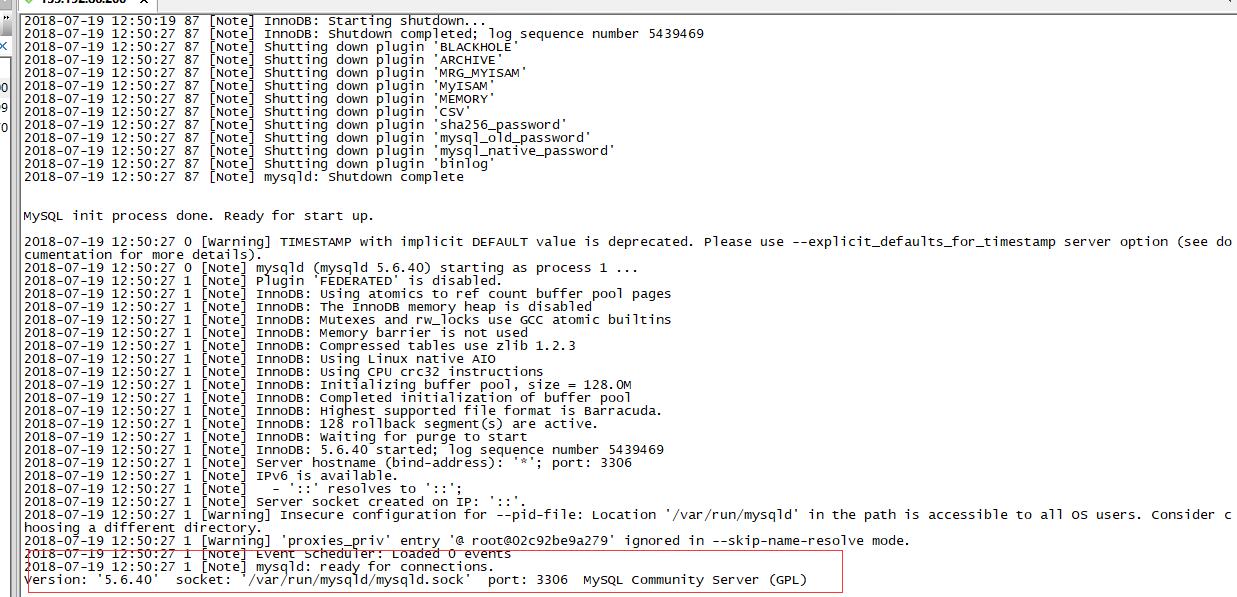 2018-07-19 12:50:19 87 [Note] InnoDB: Starting shutdown...
2018-07-19 12:50:27 87 [Note] InnoDB: Shutdown completed; log sequence number 5439469
2018-07-19 12:50:27 87 [Note] Shutting down plugin 'BLACKHOLE'
2018-07-19 12:50:27 87 [Note] Shutting down plugin 'ARCHIVE'
2018-07-19 12:50:27 87 [Note] Shutting down plugin 'MRG_MYISAM'
2018-07-19 12:50:27 87 [Note] Shutting down plugin 'MyISAM'
2018-07-19 12:50:27 87 [Note] Shutting down plugin 'MEMORY'
2018-07-19 12:50:27 87 [Note] Shutting down plugin 'CSV'
2018-07-19 12:50:27 87 [Note] Shutting down plugin 'sha256_password'
2018-07-19 12:50:27 87 [Note] Shutting down plugin 'mysql_old_password'
2018-07-19 12:50:27 87 [Note] Shutting down plugin 'mysql_native_password'
2018-07-19 12:50:27 87 [Note] Shutting down plugin 'binlog'
2018-07-19 12:50:27 87 [Note] mysqld: Shutdown complete
MySQL init process done. Ready for start up.
2018-07-19 12:50:27 0 [Warning] TIMESTAMP with implicit DEFAULT value is deprecated. Please use --explicit_defaults_for_timestamp server option (see do
cumentation for more details).
2018-07-19 12:50:27 0 [Note] mysqld (mysqld 5.6.40) starting as process 1 ...
2018-07-19 12:50:27 1 [Note] Plugin 'FEDERATED' is disabled.
2018-07-19 12:50:27 1 [Note] InnoDB: Using atomics to ref count buffer pool pages
2018-07-19 12:50:27 1 [Note] InnoDB: The InnoDB memory heap is disabled
2018-07-19 12:50:27 1 [Note] InnoDB: Mutexes and rw_locks use GCC atomic builtins
2018-07-19 12:50:27 1 [Note] InnoDB: Memory barrier is not used
2018-07-19 12:50:27 1 [Note] InnoDB: Compressed tables use zlib 1.2.3
2018-07-19 12:50:27 1 [Note] InnoDB: Using Linux native AIO
2018-07-19 12:50:27 1 [Note] InnoDB: Using CPU crc32 instructions
2018-07-19 12:50:27 1 [Note] InnoDB: Initializing buffer pool, size = 128.0M
2018-07-19 12:50:27 1 [Note] InnoDB: Completed initialization of buffer pool
2018-07-19 12:50:27 1 [Note] InnoDB: Highest supported file format is Barracuda.
2018-07-19 12:50:27 1 [Note] InnoDB: 128 rollback segment(s) are active.
2018-07-19 12:50:27 1 [Note] InnoDB: Waiting for purge to start
2018-07-19 12:50:27 1 [Note] InnoDB: 5.6.40 started; log sequence number 5439469
2018-07-19 12:50:27 1 [Note] Server hostname (bind-address): '*'; port: 3306
2018-07-19 12:50:27 1 [Note] IPv6 is available.
2018-07-19 12:50:27 1 [Note]   - '::' resolves to '::';
2018-07-19 12:50:27 1 [Note] Server socket created on IP: '::'.
2018-07-19 12:50:27 1 [Warning] Insecure configuration for --pid-file: Location '/var/run/mysqld' in the path is accessible to all OS users. Consider c
hoosing a different directory.
2018-07-19 12:50:27 1 [Warning] 'proxies_priv' entry '@ root@02c92be9a279' ignored in --skip-name-resolve mode.
2018-07-19 12:50:27 1 [Note] Event Scheduler: Loaded 0 events
2018-07-19 12:50:27 1 [Note] mysqld: ready for connections.
Version: '5.6.40'  socket: '/var/run/mysqld/mysqld.sock'  port: 3306  MySQL Community Server (GPL)